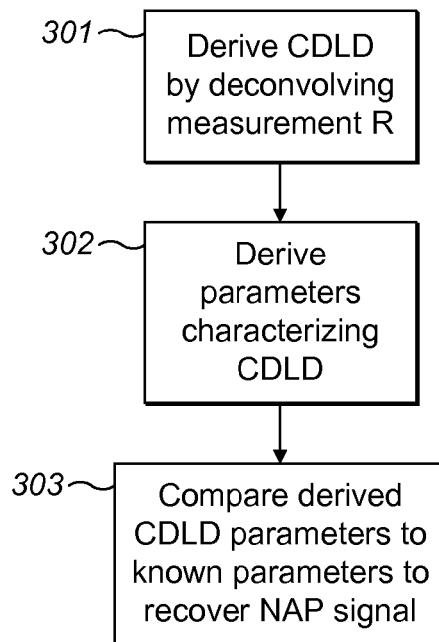 301
Derive CDLD
by deconvolving
measurement R
302
Derive
parameters
characterizing
CDLD
303
Compare derived
CDLD parameters to
known parameters to
recover NAP signal